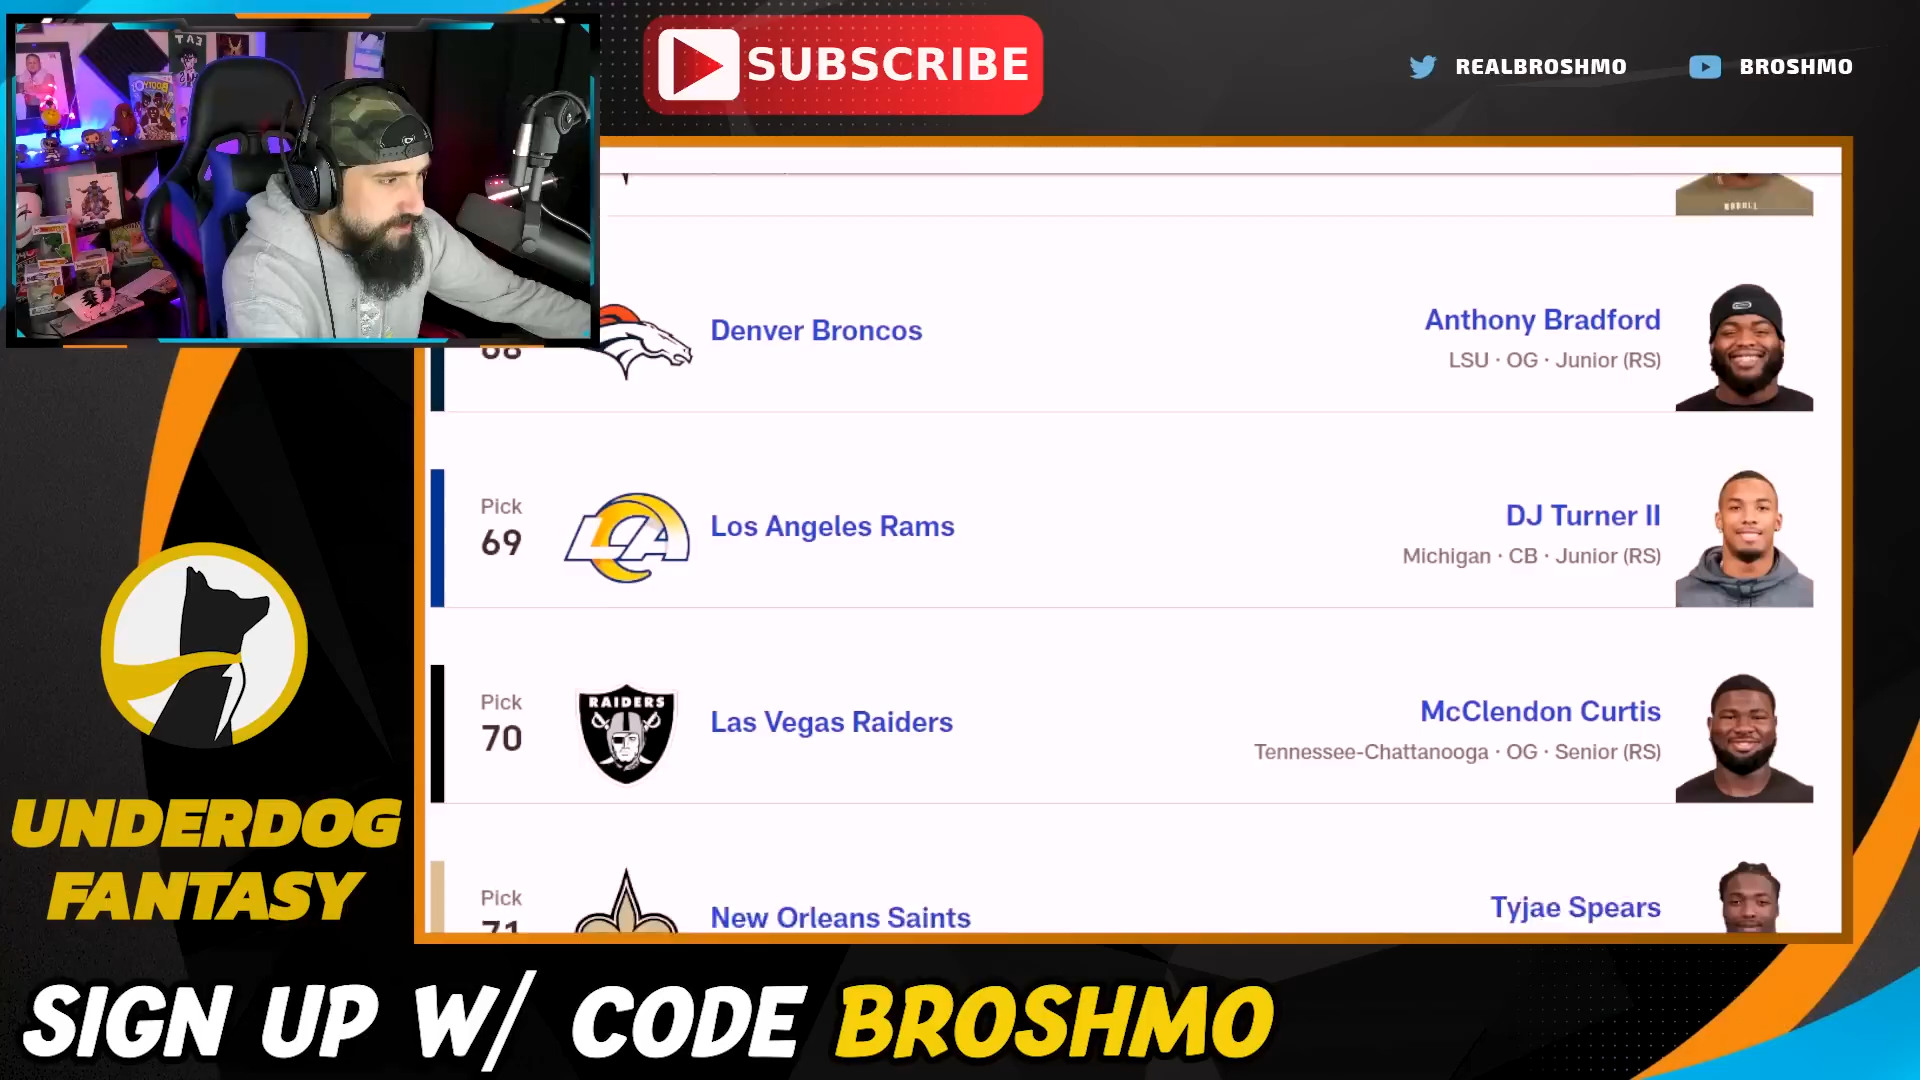 SUBSCRIBE
REALBROSHMO
BROSHMO
Denver Broncos
Anthony Bradford
LSU · OG · Junior (RS)
68
Pick
69
Los Angeles Rams
DJ Turner II
Michigan · CB · Junior (RS)
Pick
70
RAIDERS
Las Vegas Raiders
McClendon Curtis
Tennessee-Chattanooga · OG · Senior (RS)
Pick
71
New Orleans Saints
Tyjae Spears
UNDERDOG
FANTASY
SIGN UP W/ CODE BROSHMO